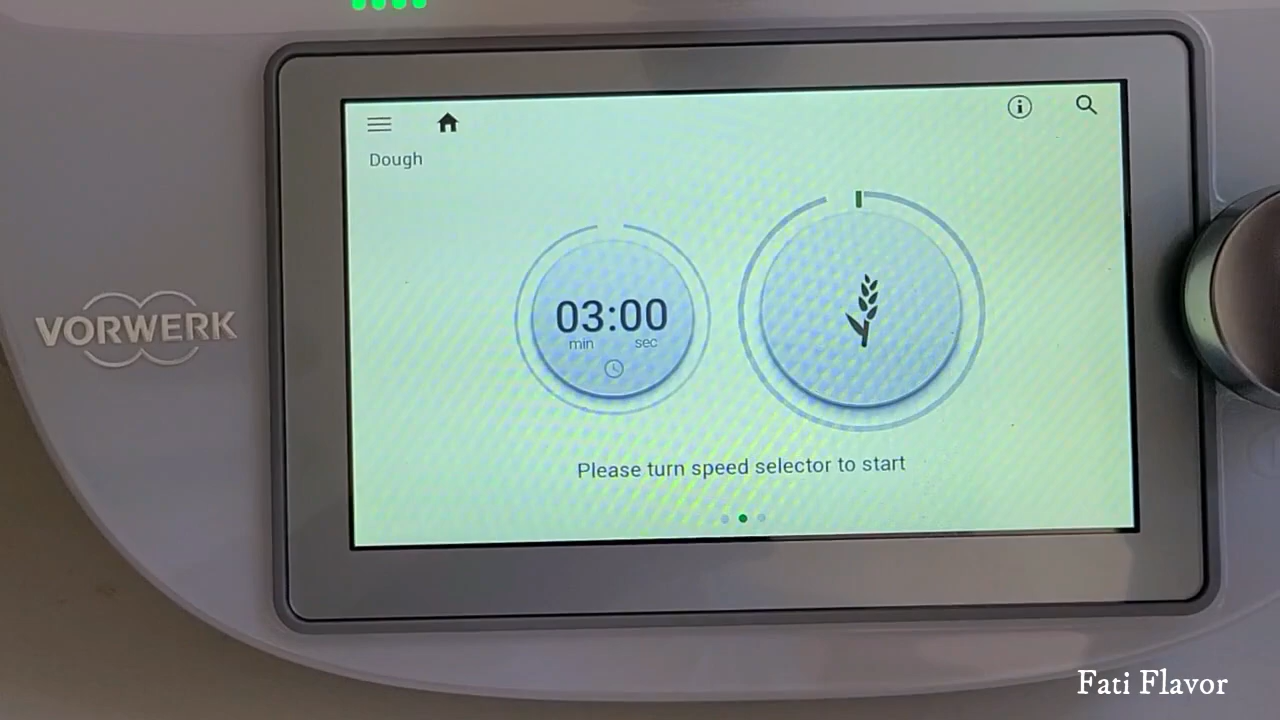 Dough
VORWERK
03:00
min sec
Please turn speed selector to start
Fati Flavor